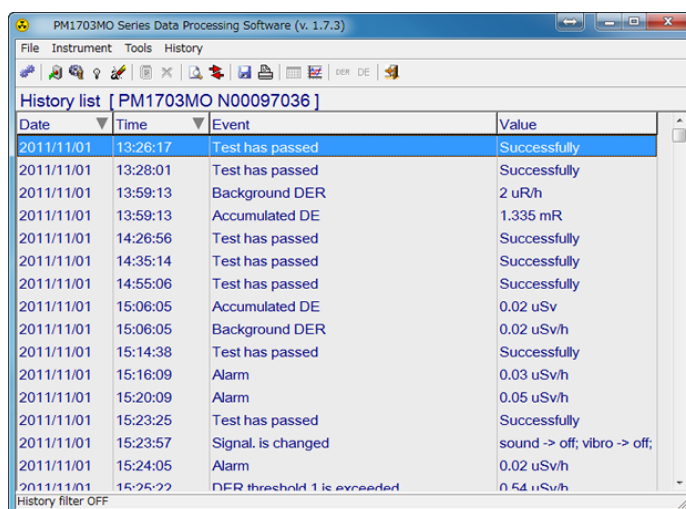 PM1703MO Series Data Processing Software (v. 1.7.3)
File Instrument Tools History
DER DE
History list [ PM1703MO N00097036 ]
Date Time Event Value
2011/11/01 13:26:17 Test has passed Successfully
2011/11/01 13:28:01 Test has passed Successfully
2011/11/01 13:59:13 Background DER 2 uR/h
2011/11/01 13:59:13 Accumulated DE 1.335 mR
2011/11/01 14:26:56 Test has passed Successfully
2011/11/01 14:35:14 Test has passed Successfully
2011/11/01 14:55:06 Test has passed Successfully
2011/11/01 15:06:05 Accumulated DE 0.02 uSv
2011/11/01 15:06:05 Background DER 0.02 uSv/h
2011/11/01 15:14:38 Test has passed Successfully
2011/11/01 15:16:09 Alarm 0.03 uSv/h
2011/11/01 15:20:09 Alarm 0.05 uSv/h
2011/11/01 15:23:25 Test has passed Successfully
2011/11/01 15:23:57 Signal. is changed sound -> off; vibro -> off;
2011/11/01 15:24:05 Alarm 0.02 uSv/h
2011/11/01 15:25:22 DER threshold 1 is exceeded 0.54 uSv/h
History filter OFF